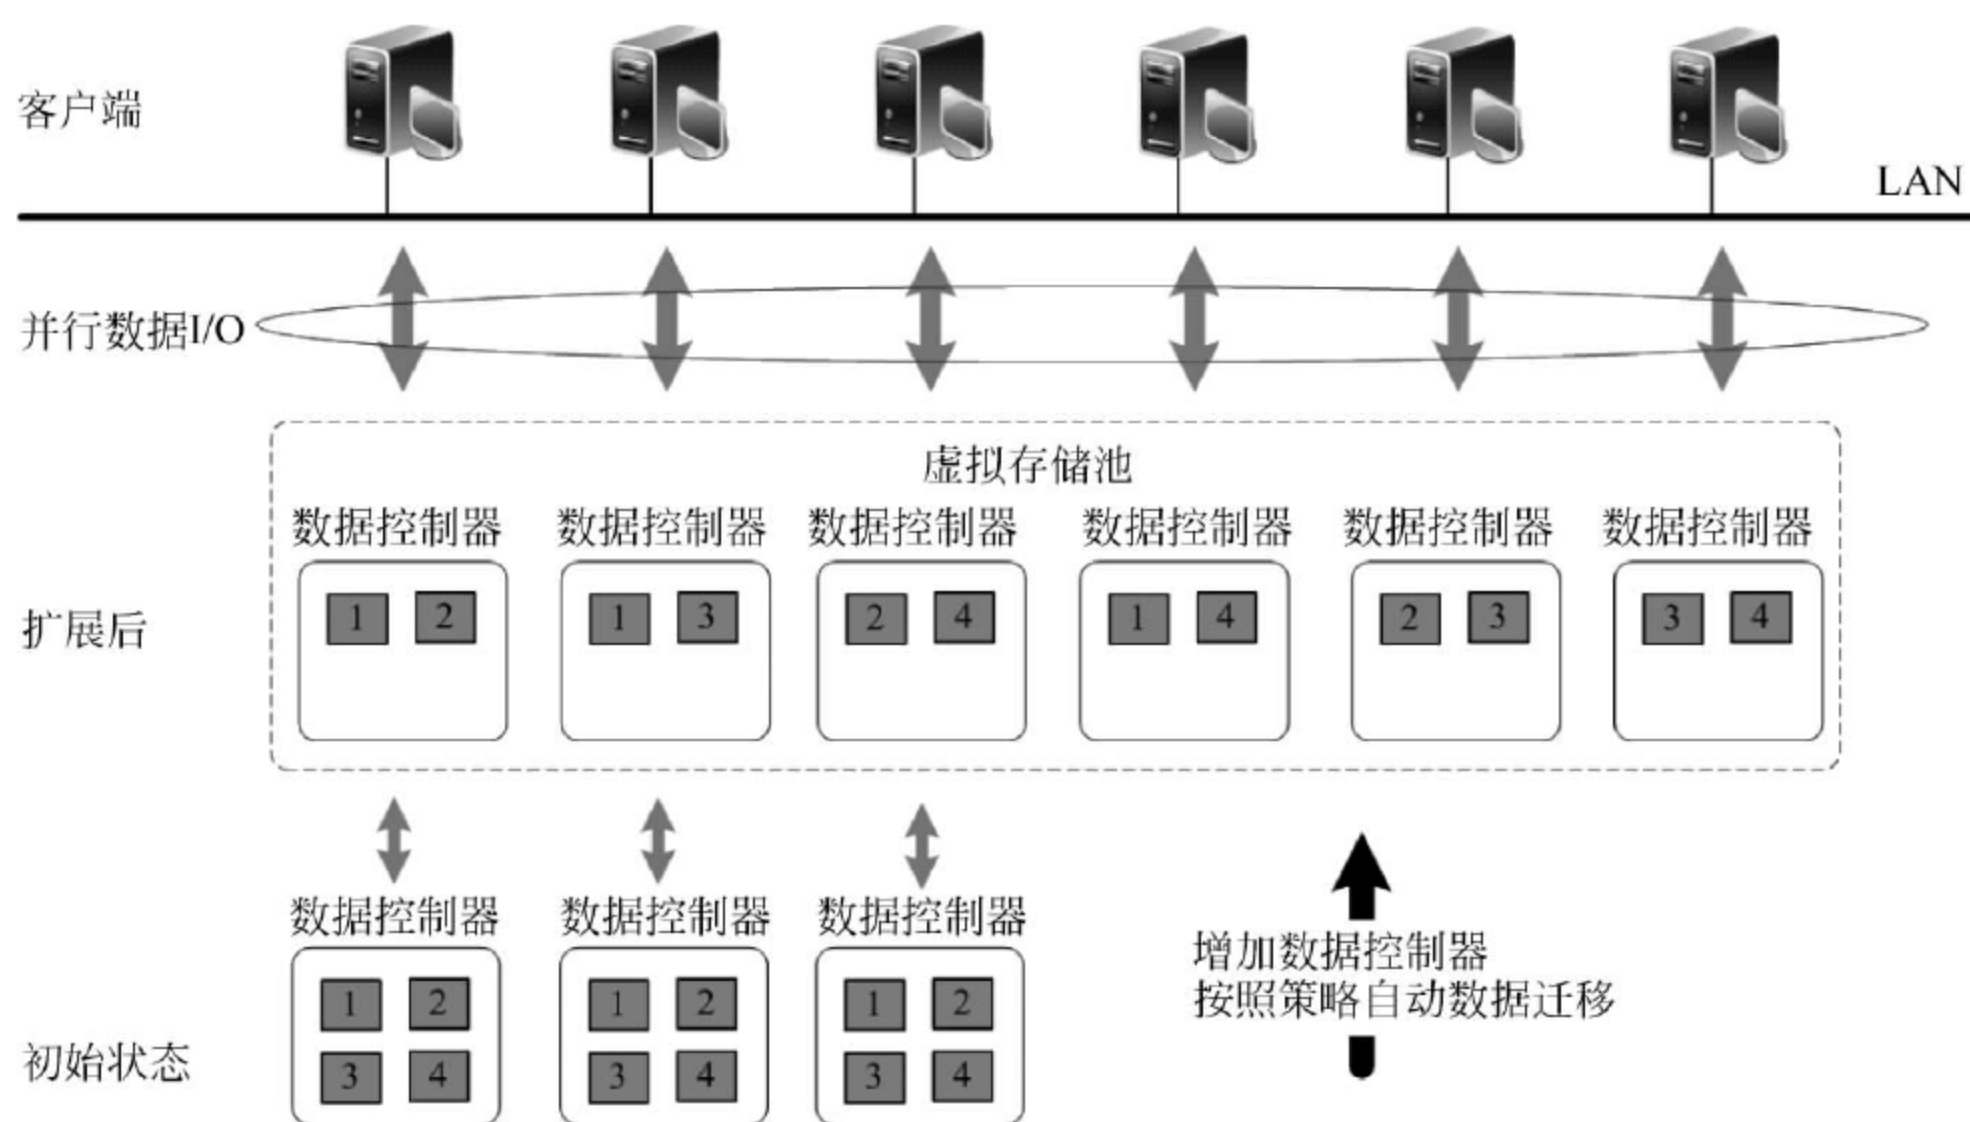 客户端
LAN
并行数据I/O
虚拟存储池
数据控制器 数据控制器 数据控制器 数据控制器 数据控制器 数据控制器
扩展后
1 2 1 3 2 4 1 4 2 3 3 4
数据控制器 数据控制器 数据控制器
增加数据控制器
按照策略自动数据迁移
初始状态
1 2 1 2 1 2
3 4 3 4 3 4